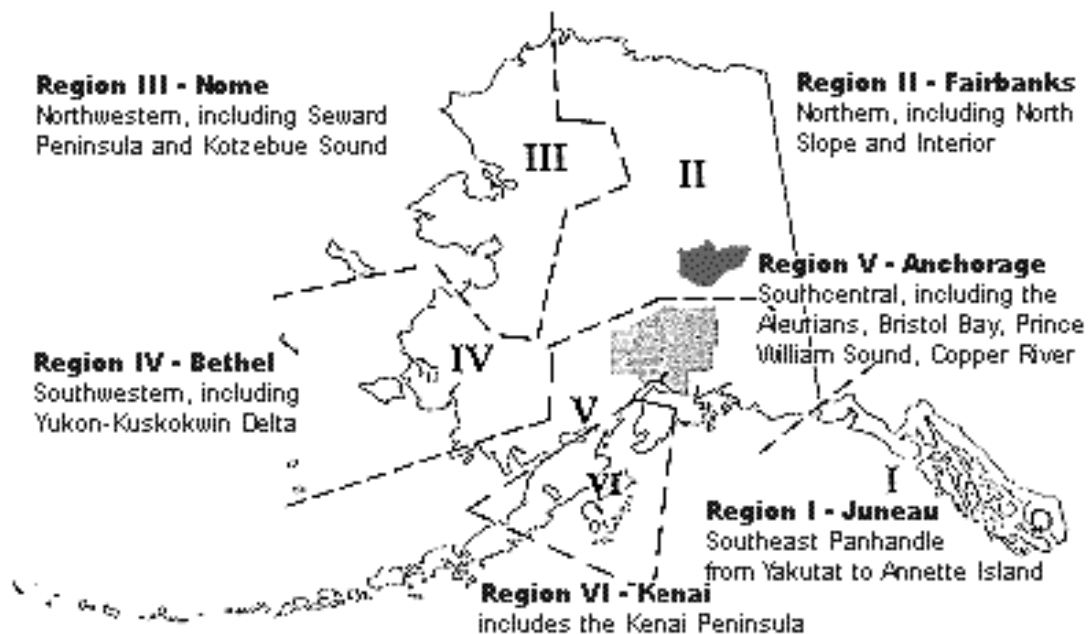 Region III - Nome
Northwestern, including Seward
Peninsula and Kotzebue Sound
Region II - Fairbanks
Northern, including North
Slope and Interior
III
II
Region V - Anchorage
Southcentral, including the
Aleutians, Bristol Bay, Prince
William Sound, Copper River
Region IV - Bethel
Southwestern, including
Yukon-Kuskokwin Delta
IV
V
VI
I
Region I - Juneau
Southeast Panhandle
from Yakutat to Annette Island
Region VI - Kenai
includes the Kenai Peninsula